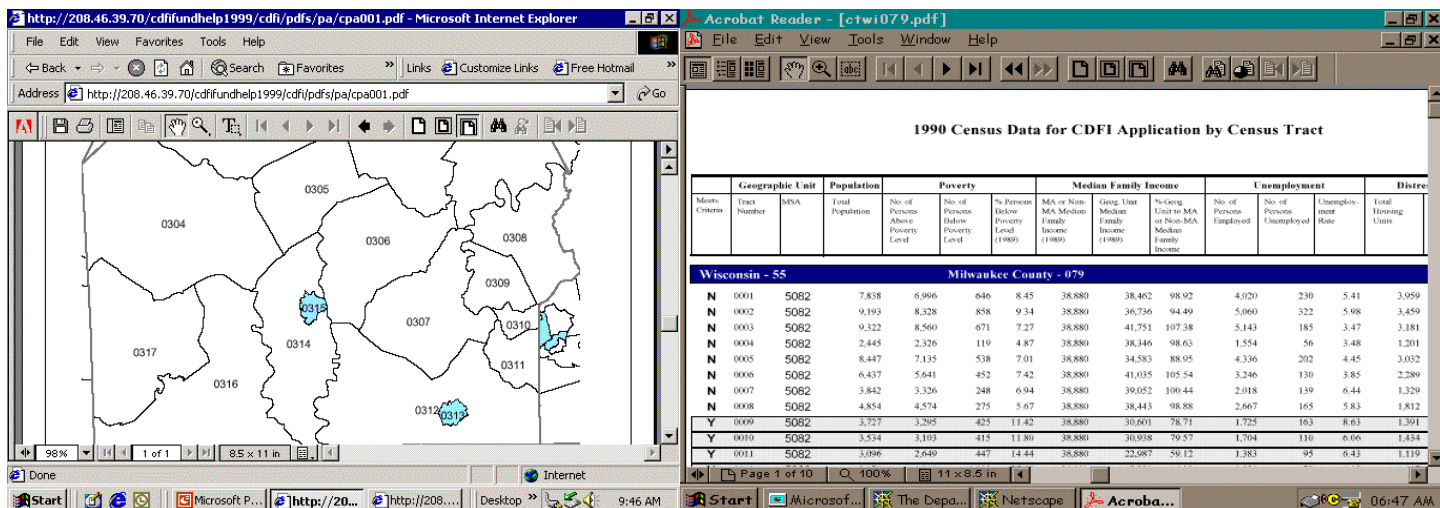 http://208.46.39.70/cdfifundhelp1999/cdfi/pdfs/pa/cpa001.pdf - Microsoft Internet Explorer
File Edit View Favorites Tools Help
Back Search Favorites » Links Customize Links Free Hotmail »
Address http://208.46.39.70/cdfifundhelp1999/cdfi/pdfs/pa/cpa001.pdf Go
0305
0304
0306
0308
0309
0315
0307
0310
0314
0317
0311
0316
0312
0313
98% 1 of 1 8.5 x 11 in
Done Internet
Start Microsoft P... http://20... http://208.... Desktop » 9:46 AM
Acrobat Reader - [ctwi079.pdf]
File Edit View Tools Window Help
1990 Census Data for CDFI Application by Census Tract
Geographic Unit Population Poverty Median Family Income Unemployment Distre
Meets Criteria
Tract Number
MSA
Total Population
No. of Persons Above Poverty Level
No. of Persons Below Poverty Level
% Persons Below Poverty Level (1989)
MA or Non-MA Median Family Income (1989)
Geog. Unit Median Family Income (1989)
% Geog. Unit to MA or Non-MA Median Family Income
No. of Persons Employed
No. of Persons Unemployed
Unemploy-ment Rate
Total Housing Units
Wisconsin - 55 Milwaukee County - 079
N 0001 5082 7,838 6,996 646 8.45 38,880 38,462 98.92 4,020 230 5.41 3,959
N 0002 5082 9,193 8,328 858 9.34 38,880 36,736 94.49 5,060 322 5.98 3,459
N 0003 5082 9,322 8,560 671 7.27 38,880 41,751 107.38 5,143 185 3.47 3,181
N 0004 5082 2,445 2,326 119 4.87 38,880 38,346 98.63 1,554 56 3.48 1,201
N 0005 5082 8,447 7,135 538 7.01 38,880 34,583 88.95 4,336 202 4.45 3,032
N 0006 5082 6,437 5,641 452 7.42 38,880 41,035 105.54 3,246 130 3.85 2,289
N 0007 5082 3,842 3,326 248 6.94 38,880 39,052 100.44 2,018 139 6.44 1,329
N 0008 5082 4,854 4,574 275 5.67 38,880 38,443 98.88 2,667 165 5.83 1,812
Y 0009 5082 3,727 3,295 425 11.42 38,880 30,601 78.71 1,725 163 8.63 1,391
Y 0010 5082 3,534 3,103 415 11.80 38,880 30,938 79.57 1,704 110 6.06 1,434
Y 0011 5082 3,096 2,649 447 14.44 38,880 22,987 59.12 1,383 95 6.43 1,119
Page 1 of 10 100% 11 x 8.5 in
Start Microsof... The Depa... Netscape Acroba... 06:47 AM